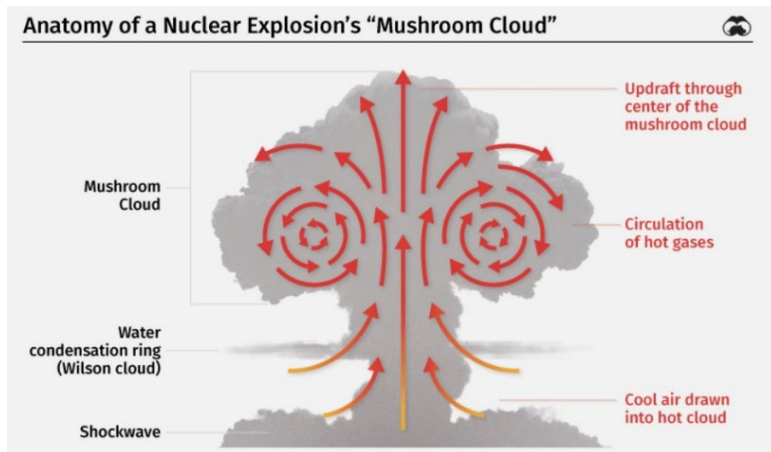 Anatomy of a Nuclear Explosion’s “Mushroom Cloud”
Updraft through
center of the
mushroom cloud
Mushroom
Cloud
Circulation
of hot gases
Water
condensation ring
(Wilson cloud)
Cool air drawn
into hot cloud
Shockwave